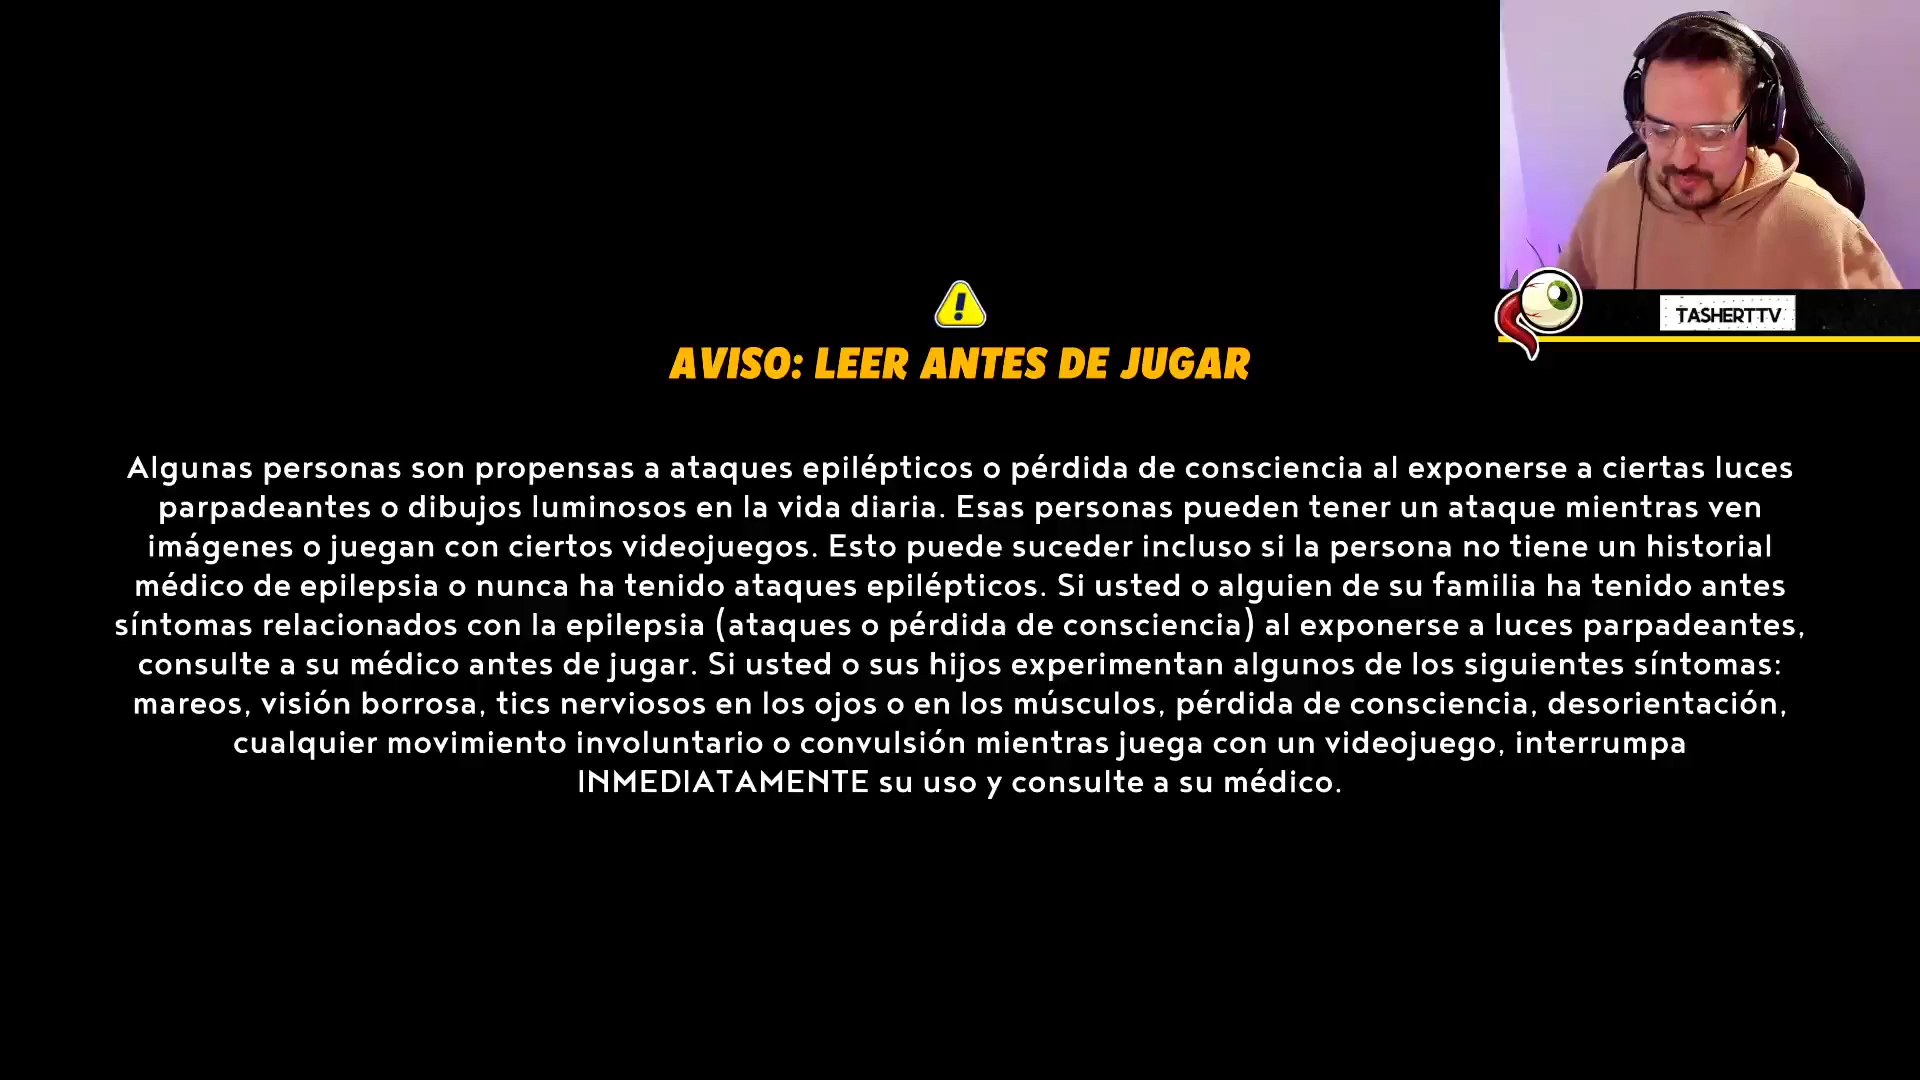 TASHERTTV
AVISO: LEER ANTES DE JUGAR
Algunas personas son propensas a ataques epilépticos o pérdida de consciencia al exponerse a ciertas luces
parpadeantes o dibujos luminosos en la vida diaria. Esas personas pueden tener un ataque mientras ven
imágenes o juegan con ciertos videojuegos. Esto puede suceder incluso si la persona no tiene un historial
médico de epilepsia o nunca ha tenido ataques epilépticos. Si usted o alguien de su familia ha tenido antes
síntomas relacionados con la epilepsia (ataques o pérdida de consciencia) al exponerse a luces parpadeantes,
consulte a su médico antes de jugar. Si usted o sus hijos experimentan algunos de los siguientes síntomas:
mareos, visión borrosa, tics nerviosos en los ojos o en los músculos, pérdida de consciencia, desorientación,
cualquier movimiento involuntario o convulsión mientras juega con un videojuego, interrumpa
INMEDIATAMENTE su uso y consulte a su médico.